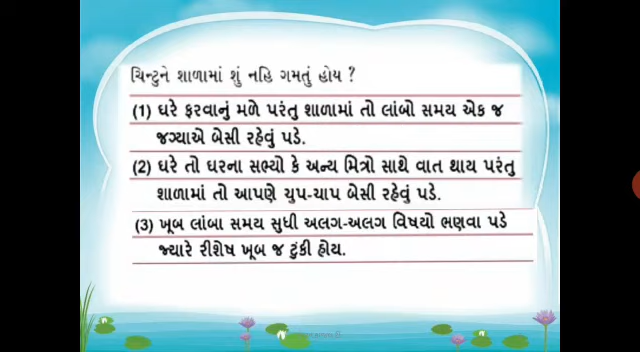 ચિન્ટુને શાળામાં શું નહિ ગમતું હોય ?
(1) ઘરે ફરવાનું મળે પરંતુ શાળામાં તો લાંબો સમય એક જ
જગ્યાએ બેસી રહેવું પડે.
(2) ઘરે તો ઘરના સભ્યો કે અન્ય મિત્રો સાથે વાત થાય પરંતુ
શાળામાં તો આપણે ચુપ-ચાપ બેસી રહેવું પડે.
(3) ખૂબ લાંબા સમય સુધી અલગ-અલગ વિષયો ભણવા પડે
જ્યારે રીશેષ ખૂબ જ ટુંકી હોય.